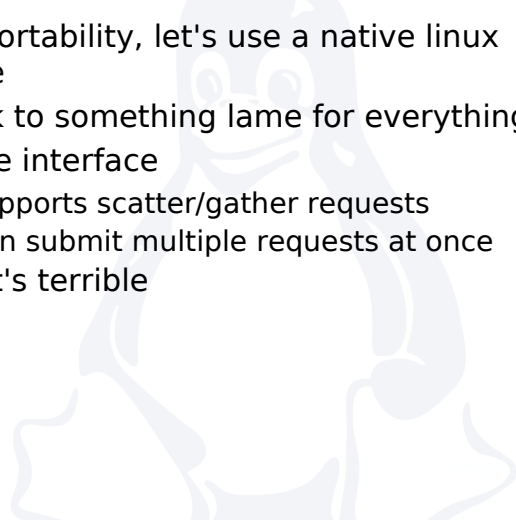 ortability, let's use a native linux
e
k to something lame for everything
e interface
pports scatter/gather requests
n submit multiple requests at once
t's terrible